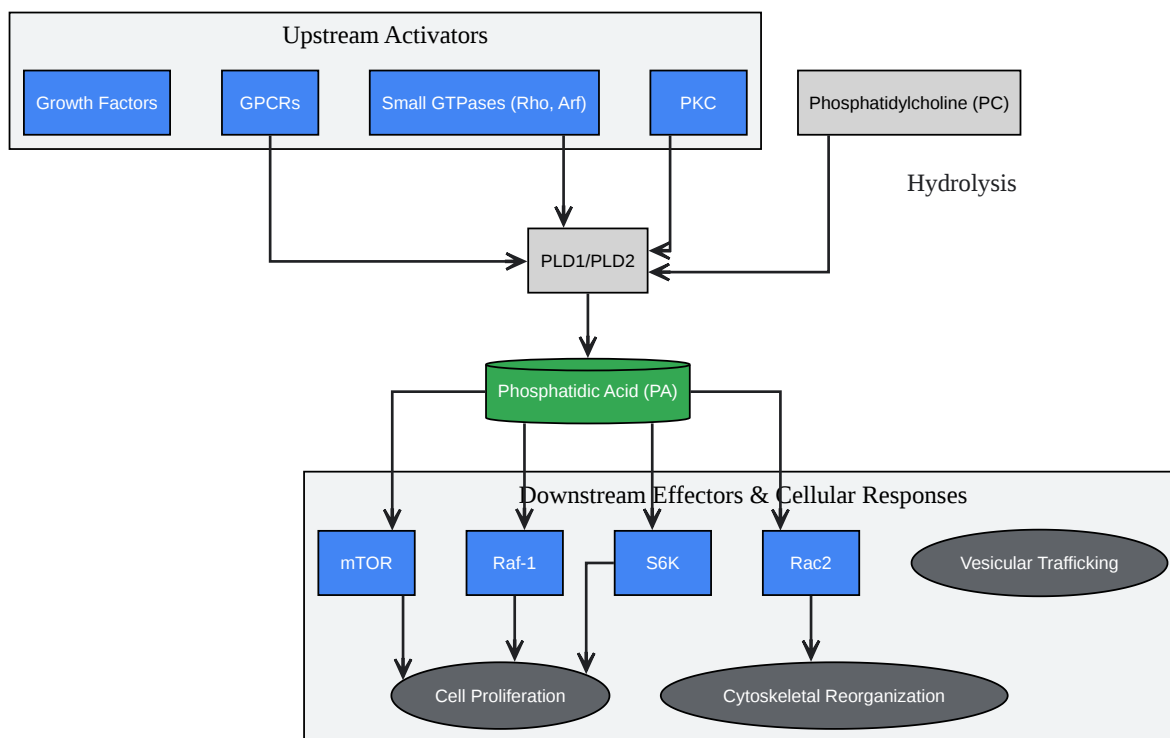 Upstream Activators
Growth Factors
GPCRs
Small GTPases (Rho, Arf)
PKC
Phosphatidylcholine (PC)
Hydrolysis
PLD1/PLD2
Phosphatidic Acid (PA)
Downstream Effectors & Cellular Responses
mTOR
Raf-1
S6K
Rac2
Vesicular Trafficking
Cell Proliferation
Cytoskeletal Reorganization